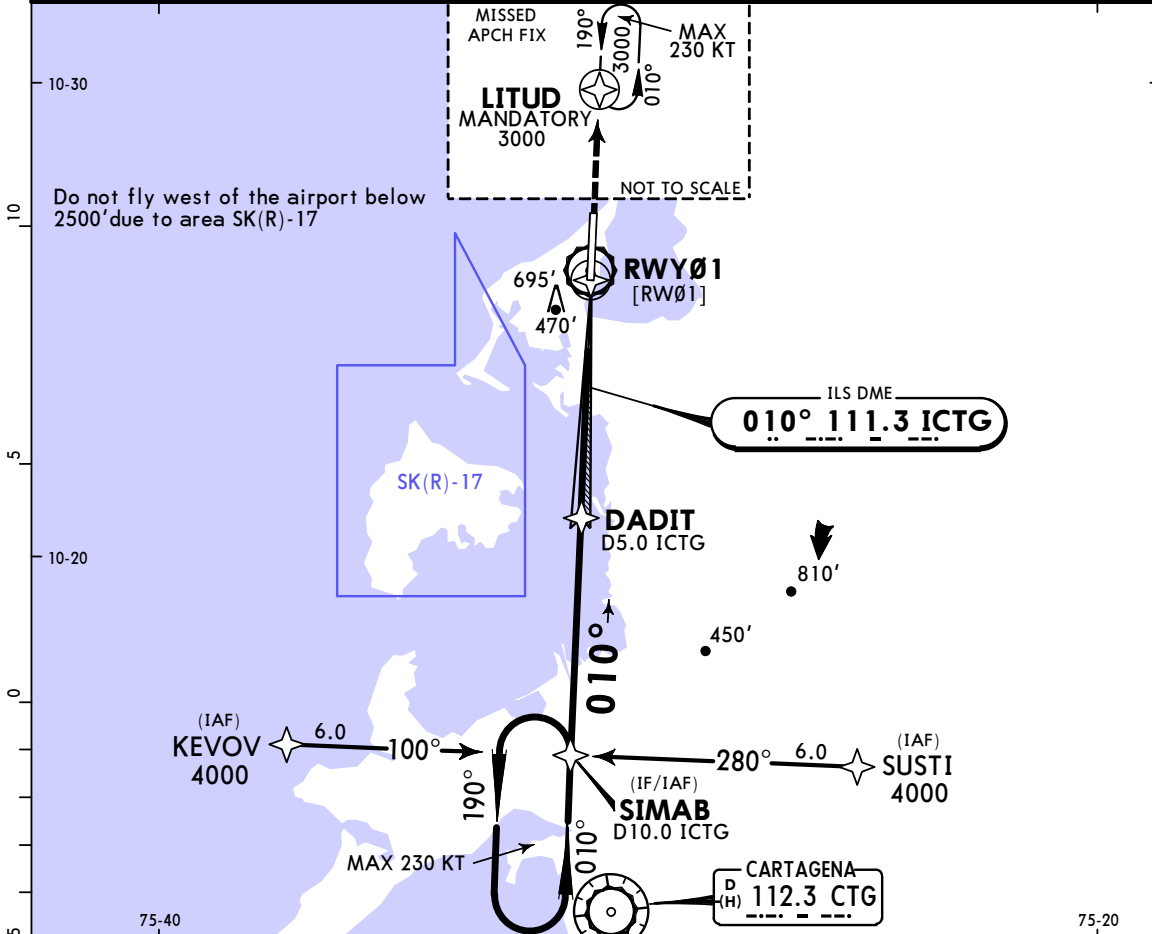 MISSED
APCH FIX
190°
3000
010°
MAX
230 KT
10-30
LITUD
MANDATORY
3000
NOT TO SCALE
Do not fly west of the airport below
2500'due to area SK(R)-17
10
RWYØ1
[RWØ1]
695'
470'
ILS DME
010° 111.3 ICTG
5
SK(R)-17
DADIT
D5.0 ICTG
10-20
810'
450'
010°
0
(IAF)
KEVOV
4000
6.0
100°
280°
6.0
(IAF)
SUSTI
4000
190°
(IF/IAF)
SIMAB
D10.0 ICTG
010°
MAX 230 KT
CARTAGENA
D
(H)
112.3 CTG
5
75-40
75-20